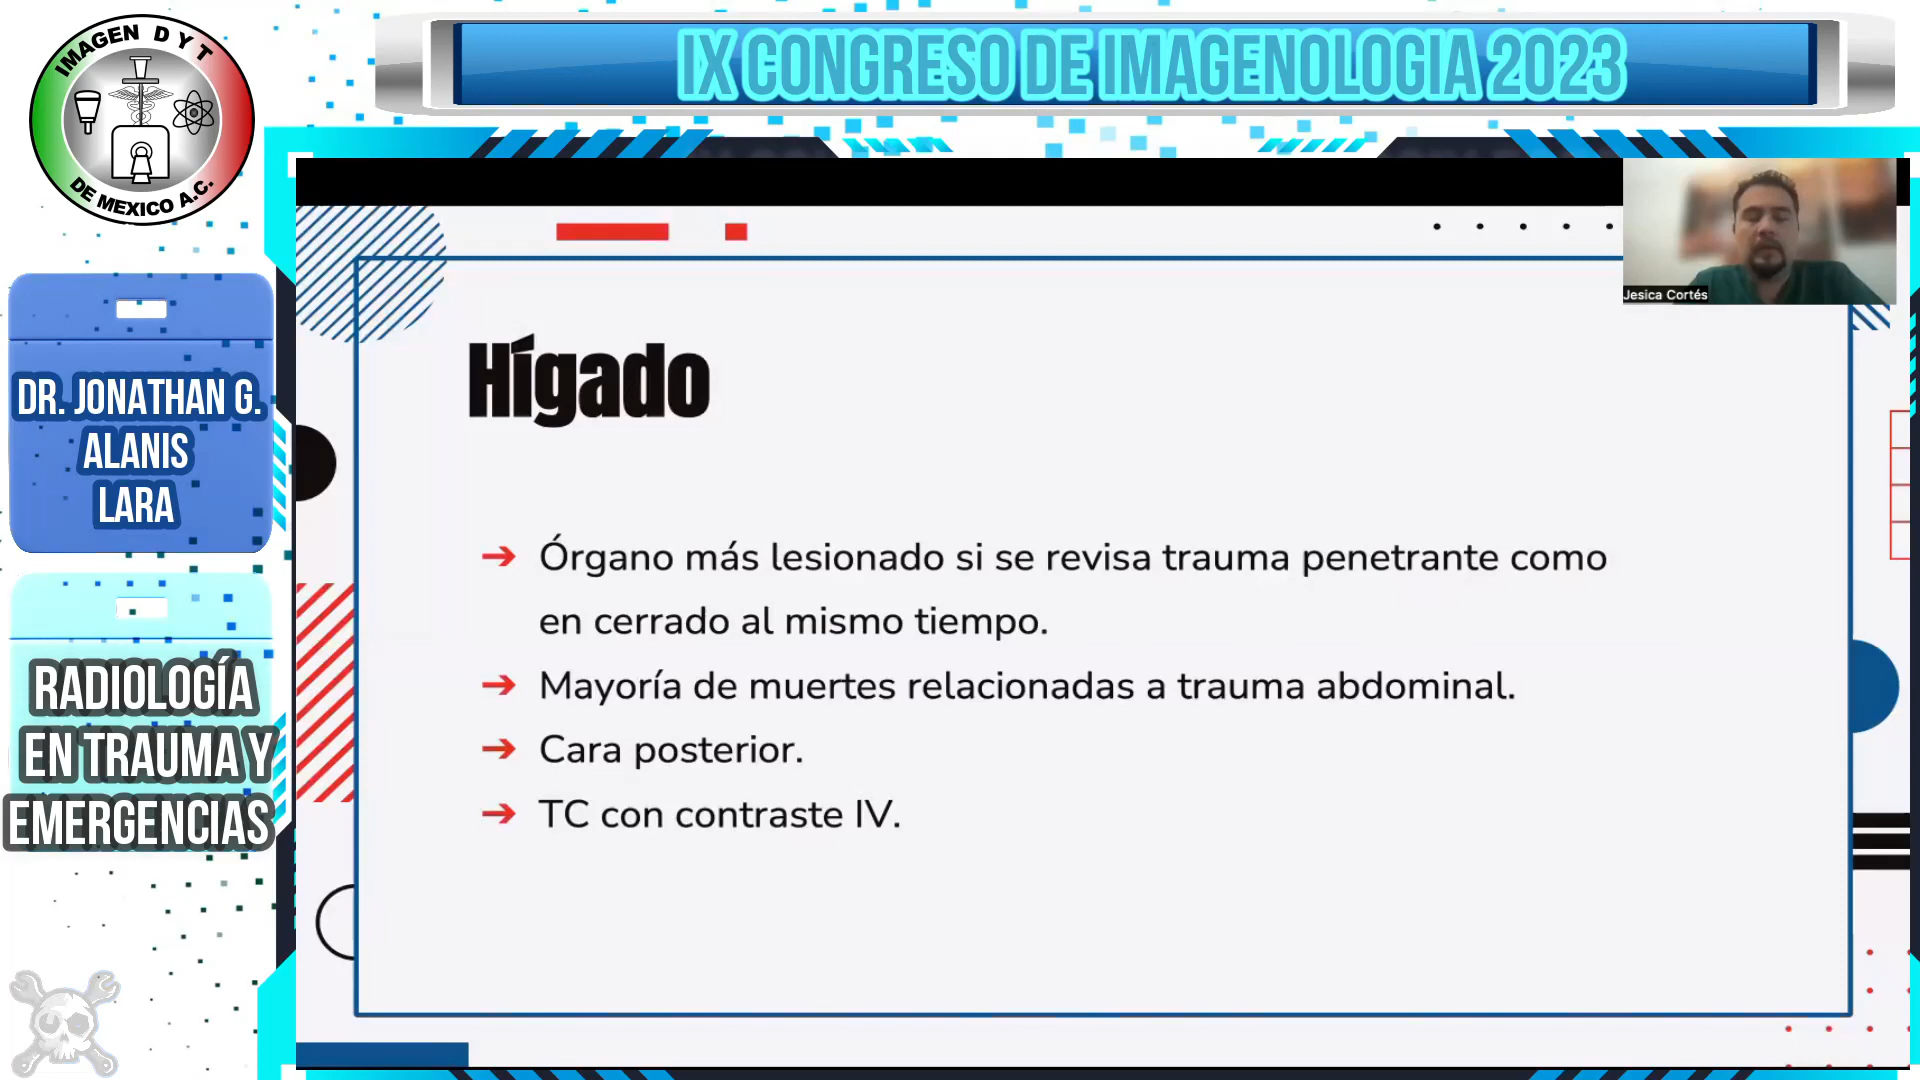 IMAGEN D Y T
DE MEXICO A.C.
IX CONGRESO DE IMAGENOLOGIA 2023
DR. JONATHAN G.
ALANIS
LARA
RADIOLOGÍA
EN TRAUMA Y
EMERGENCIAS
Jesica Cortés
Hígado
➔ Órgano más lesionado si se revisa trauma penetrante como
en cerrado al mismo tiempo.
➔ Mayoría de muertes relacionadas a trauma abdominal.
➔ Cara posterior.
➔ TC con contraste IV.